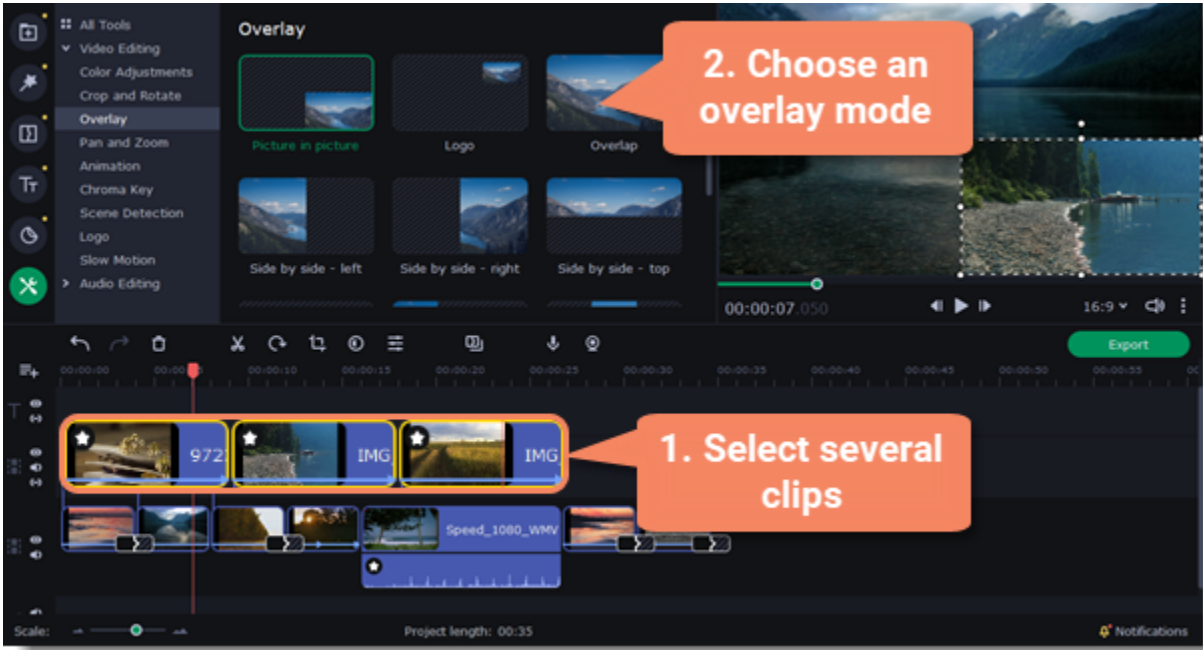 All Tools
Video Editing
Color Adjustments
Crop and Rotate
Overlay
Pan and Zoom
Animation
Chroma Key
Scene Detection
Logo
Slow Motion
Audio Editing
Overlay
Picture in picture
Logo
Overlap
Side by side - left
Side by side - right
Side by side - top
2. Choose an
overlay mode
00:00:07.050
16:9
Export
00:00:00
00:00:10
00:00:15
00:00:20
00:00:25
00:00:30
00:00:35
00:00:40
00:00:45
00:00:50
00:00:55
972
IMG
IMG
1. Select several
clips
Speed_1080_WMV
Scale:
Project length: 00:35
Notifications